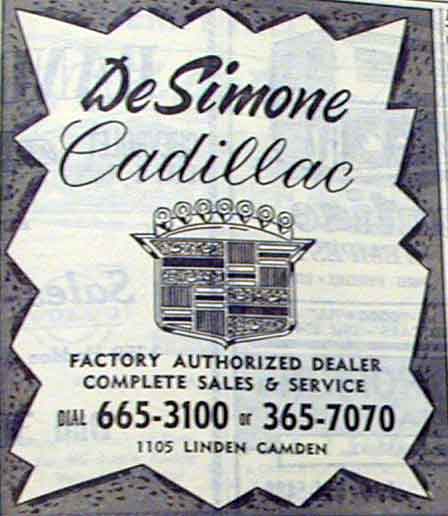 DeSimone
Cadillac
FACTORY AUTHORIZED DEALER
COMPLETE SALES & SERVICE
DIAL 665-3100 or 365-7070
1105 LINDEN CAMDEN